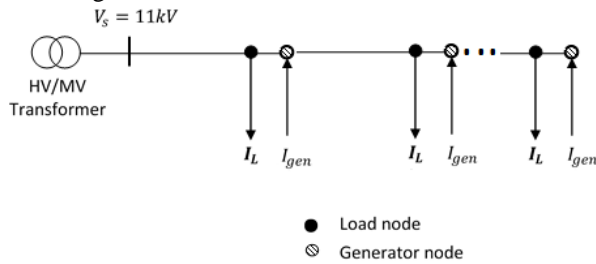 V_s = 11kV
HV/MV
Transformer
I_L
I_gen
I_L
I_gen
I_L
I_gen
Load node
Generator node